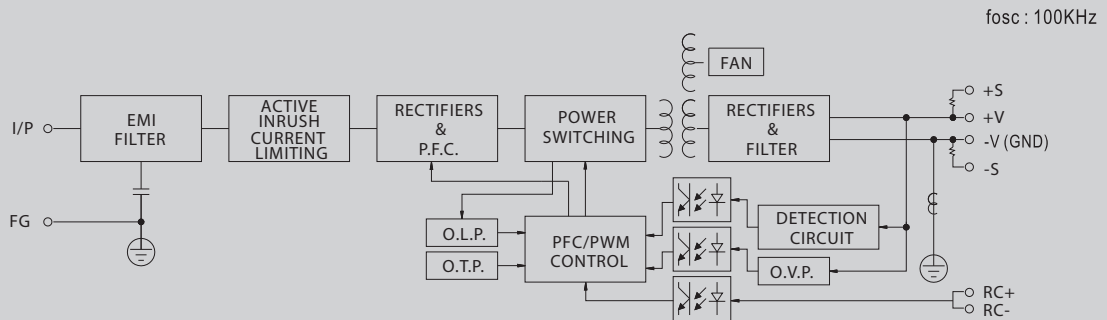 fosc : 100KHz
FAN
I/P
EMI
FILTER
ACTIVE
INRUSH
CURRENT
LIMITING
RECTIFIERS
&
P.F.C.
POWER
SWITCHING
RECTIFIERS
&
FILTER
+S
+V
-V (GND)
-S
FG
O.L.P.
O.T.P.
PFC/PWM
CONTROL
DETECTION
CIRCUIT
O.V.P.
RC+
RC-